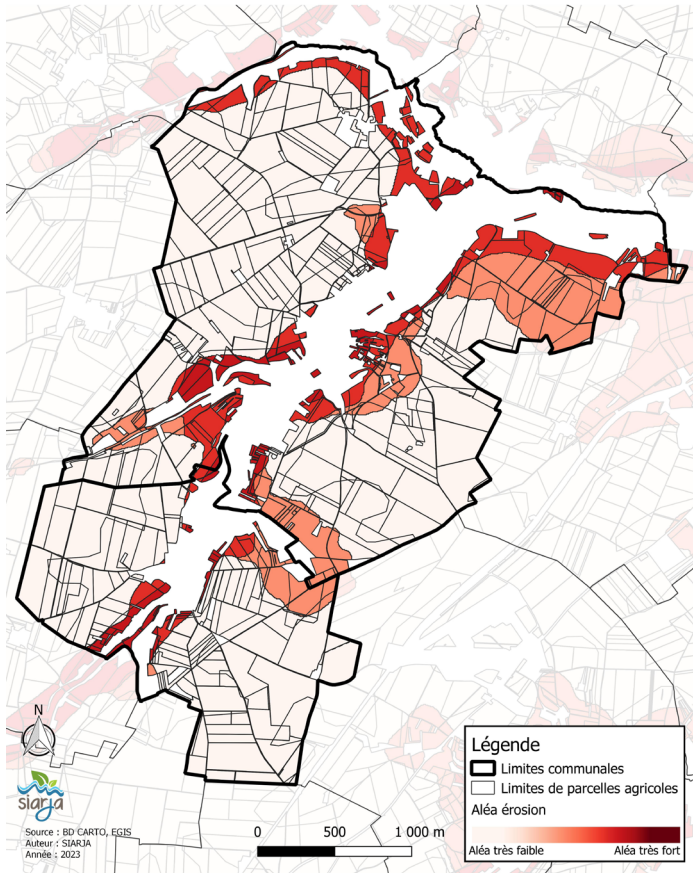 N
siarja
Source : BD CARTO, EGIS
Auteur : SIARJA
Année : 2023
0 500 1 000 m
Légende
Limites communales
Limites de parcelles agricoles
Aléa érosion
Aléa très faible Aléa très fort